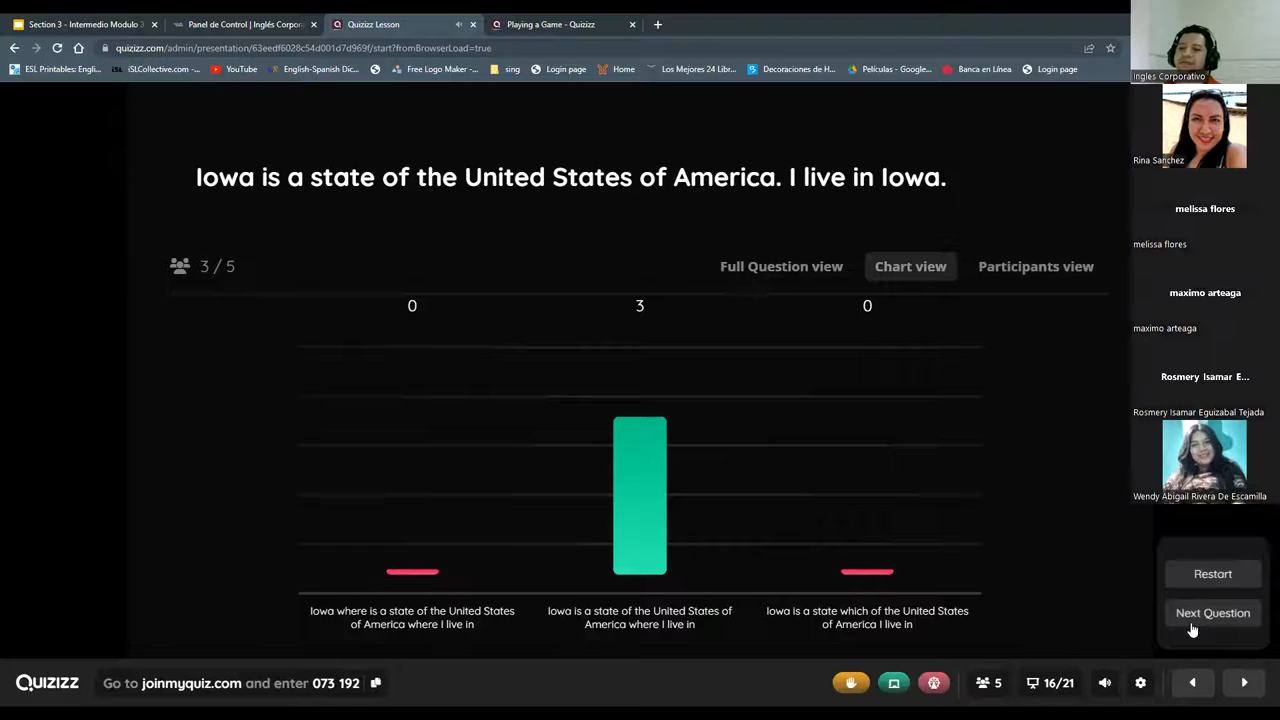 Section 3 - Intermedio Modulo 3
Panel de Control | Inglés Corpor
Quizizz Lesson
Playing a Game - Quizizz
quizizz.com/admin/presentation/63eedf6028c54d001d7d969f/start?fromBrowserLoad=true
ESL Printables: Engli...
iSLCollective.com -...
YouTube
English-Spanish Dic...
Free Logo Maker -...
sing
Login page
Home
Los Mejores 24 Libr...
Decoraciones de H...
Películas - Google...
Banca en Línea
Login page
Ingles Corporativo
Rina Sanchez
melissa flores
melissa flores
maximo arteaga
maximo arteaga
Rosmery Isamar E...
Rosmery Isamar Eguizabal Tejada
Wendy Abigail Rivera De Escamilla
Iowa is a state of the United States of America. I live in Iowa.
3 / 5
Full Question view
Chart view
Participants view
0
3
0
Iowa where is a state of the United States
of America where I live in
Iowa is a state of the United States of
America where I live in
Iowa is a state which of the United States
of America I live in
Restart
Next Question
Quizizz
Go to joinmyquiz.com and enter 073 192
5
16/21